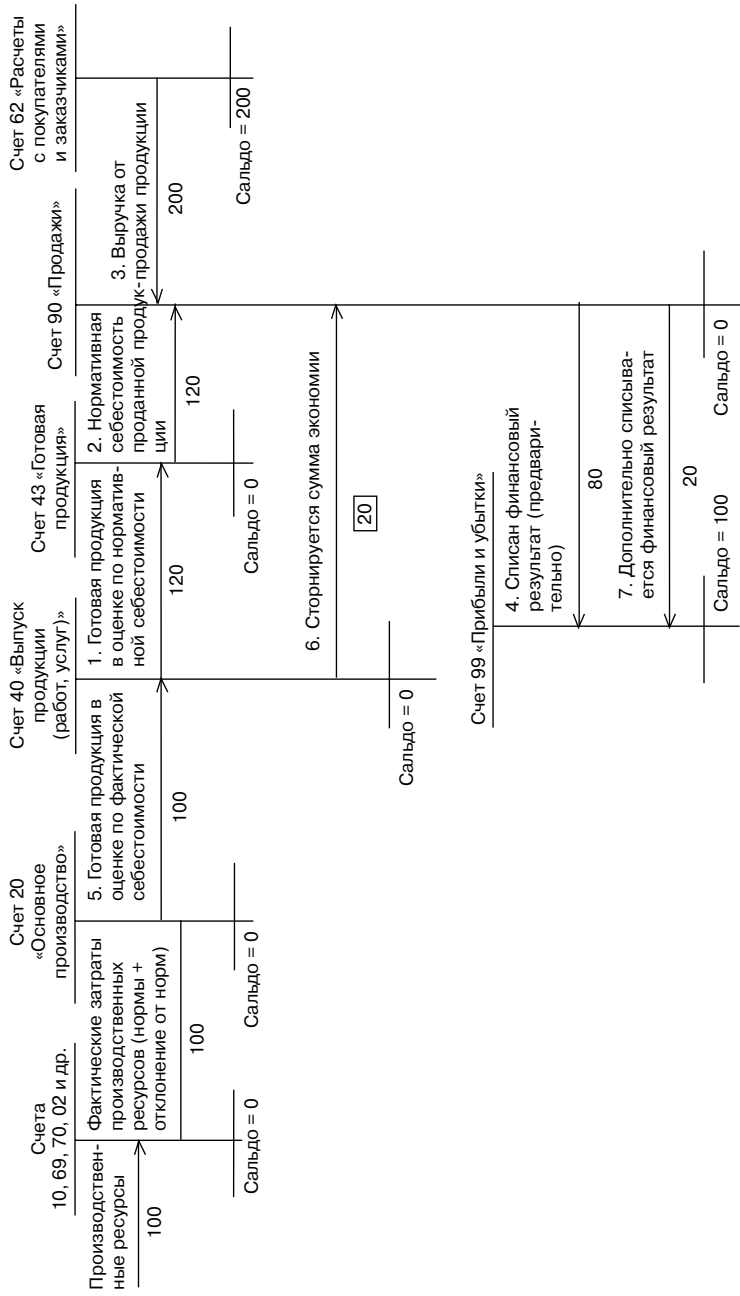 Счета
10, 69, 70, 02 и др.
Счет 20
«Основное
производство»
Счет 40 «Выпуск
продукции
(работ, услуг)»
Счет 43 «Готовая
продукция»
Счет 90 «Продажи»
Счет 62 «Расчеты
с покупателями
и заказчиками»
Производствен-
ные ресурсы
100
Фактические затраты
производственных
ресурсов (нормы +
отклонение от норм)
100
5. Готовая продукция в
оценке по фактической
себестоимости
100
1. Готовая продукция
в оценке по норматив-
ной себестоимости
120
2. Нормативная
себестоимость
проданной продук-
ции
120
3. Выручка от
продажи продукции
200
Сальдо = 0
Сальдо = 0
Сальдо = 0
Сальдо = 200
6. Сторнируется сумма экономии
20
Сальдо = 0
Счет 99 «Прибыли и убытки»
4. Списан финансовый
результат (предвари-
тельно)
80
7. Дополнительно списыва-
ется финансовый результат
20
Сальдо = 100
Сальдо = 0